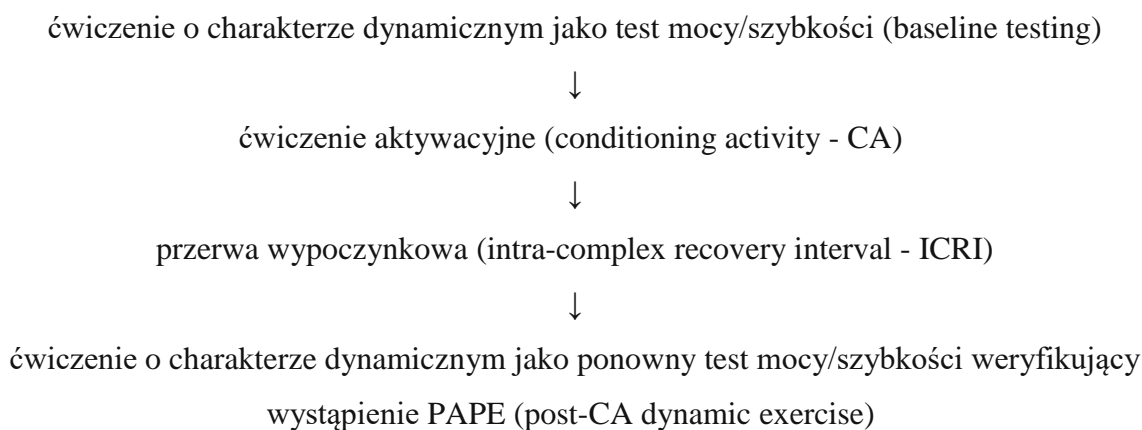 ćwiczenie o charakterze dynamicznym jako test mocy/szybkości (baseline testing)
↓
ćwiczenie aktywacyjne (conditioning activity - CA)
↓
przerwa wypoczynkowa (intra-complex recovery interval - ICRI)
↓
ćwiczenie o charakterze dynamicznym jako ponowny test mocy/szybkości weryfikujący
wystąpienie PAPE (post-CA dynamic exercise)